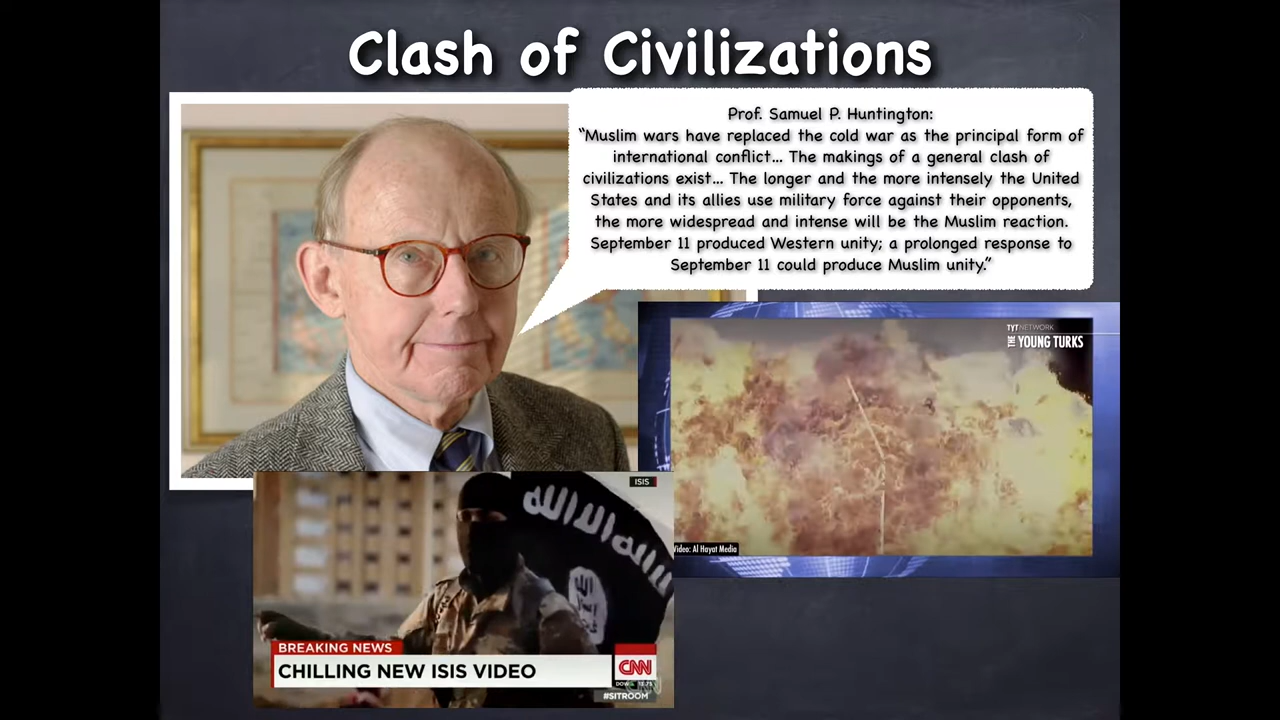 Clash of Civilizations
Prof. Samuel P. Huntington:
“Muslim wars have replaced the cold war as the principal form of
international conflict... The makings of a general clash of
civilizations exist... The longer and the more intensely the United
States and its allies use military force against their opponents,
the more widespread and intense will be the Muslim reaction.
September 11 produced Western unity; a prolonged response to
September 11 could produce Muslim unity.”
TYT NETWORK
THE YOUNG TURKS
Video: Al Hayat Media
ISIS
BREAKING NEWS
CHILLING NEW ISIS VIDEO
CNN
DOW
#SITROOM